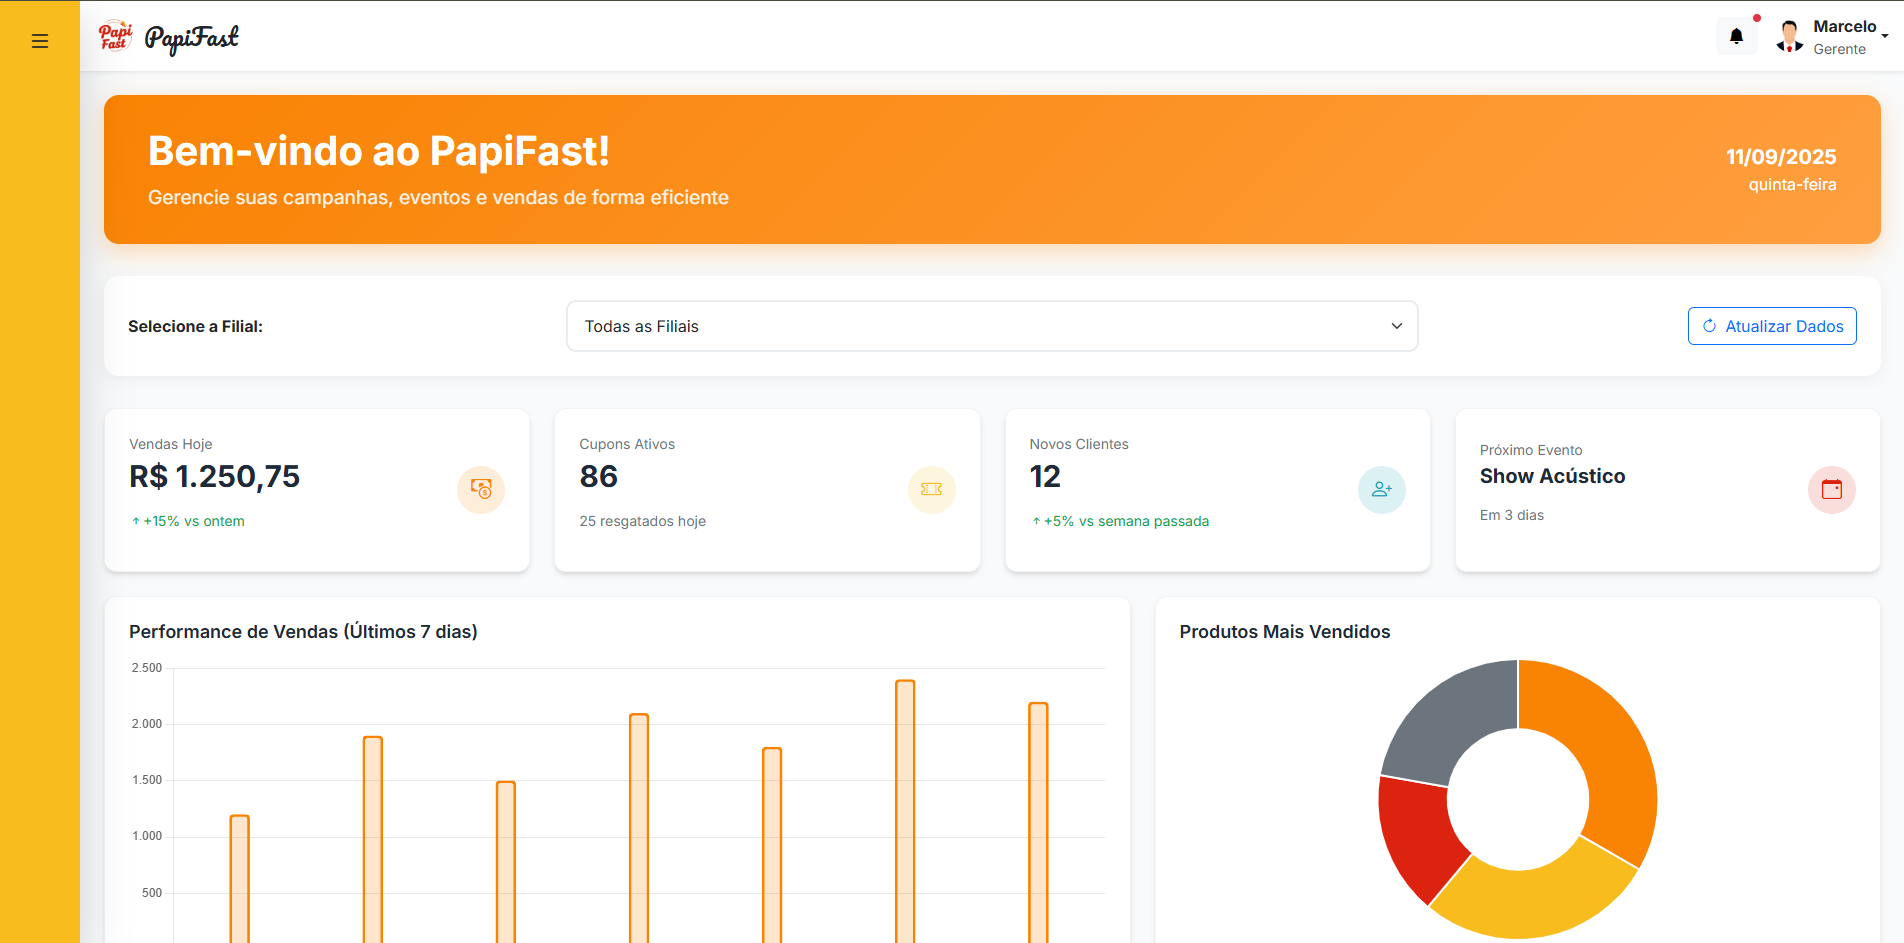 Papi
Fast
PapiFast
Marcelo
Gerente
Bem-vindo ao PapiFast!
Gerencie suas campanhas, eventos e vendas de forma eficiente
11/09/2025
quinta-feira
Selecione a Filial:
Todas as Filiais
Atualizar Dados
Vendas Hoje
R$ 1.250,75
+15% vs ontem
Cupons Ativos
86
25 resgatados hoje
Novos Clientes
12
+5% vs semana passada
Próximo Evento
Show Acústico
Em 3 dias
Performance de Vendas (Últimos 7 dias)
2.500
2.000
1.500
1.000
500
Produtos Mais Vendidos